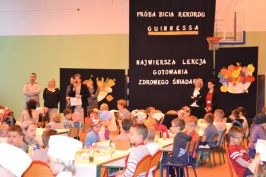 PRÓBA BICIA REKORDU
GUINNESSA
NAJWIĘKSZA LEKCJA
GOTOWANIA
ZDROWEGO ŚNIADANIA